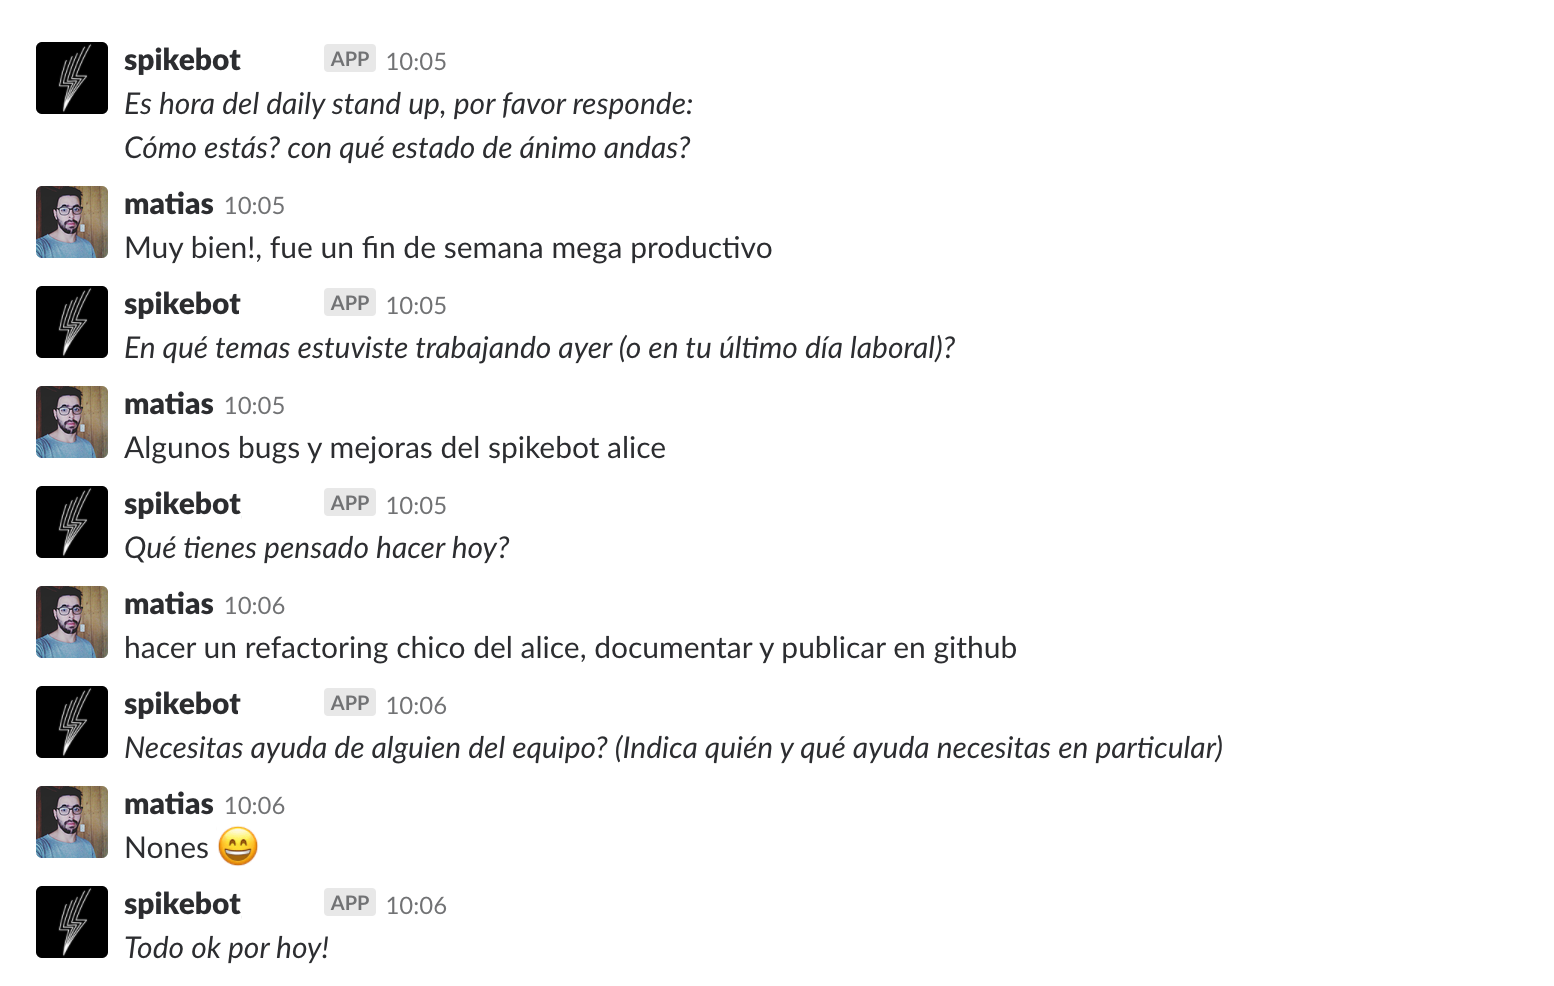 spikebot APP 10:05
Es hora del daily stand up, por favor responde:
Cómo estás? con qué estado de ánimo andas?
matias 10:05
Muy bien!, fue un fin de semana mega productivo
spikebot APP 10:05
En qué temas estuviste trabajando ayer (o en tu último día laboral)?
matias 10:05
Algunos bugs y mejoras del spikebot alice
spikebot APP 10:05
Qué tienes pensado hacer hoy?
matias 10:06
hacer un refactoring chico del alice, documentar y publicar en github
spikebot APP 10:06
Necesitas ayuda de alguien del equipo? (Indica quién y qué ayuda necesitas en particular)
matias 10:06
Nones 😄
spikebot APP 10:06
Todo ok por hoy!